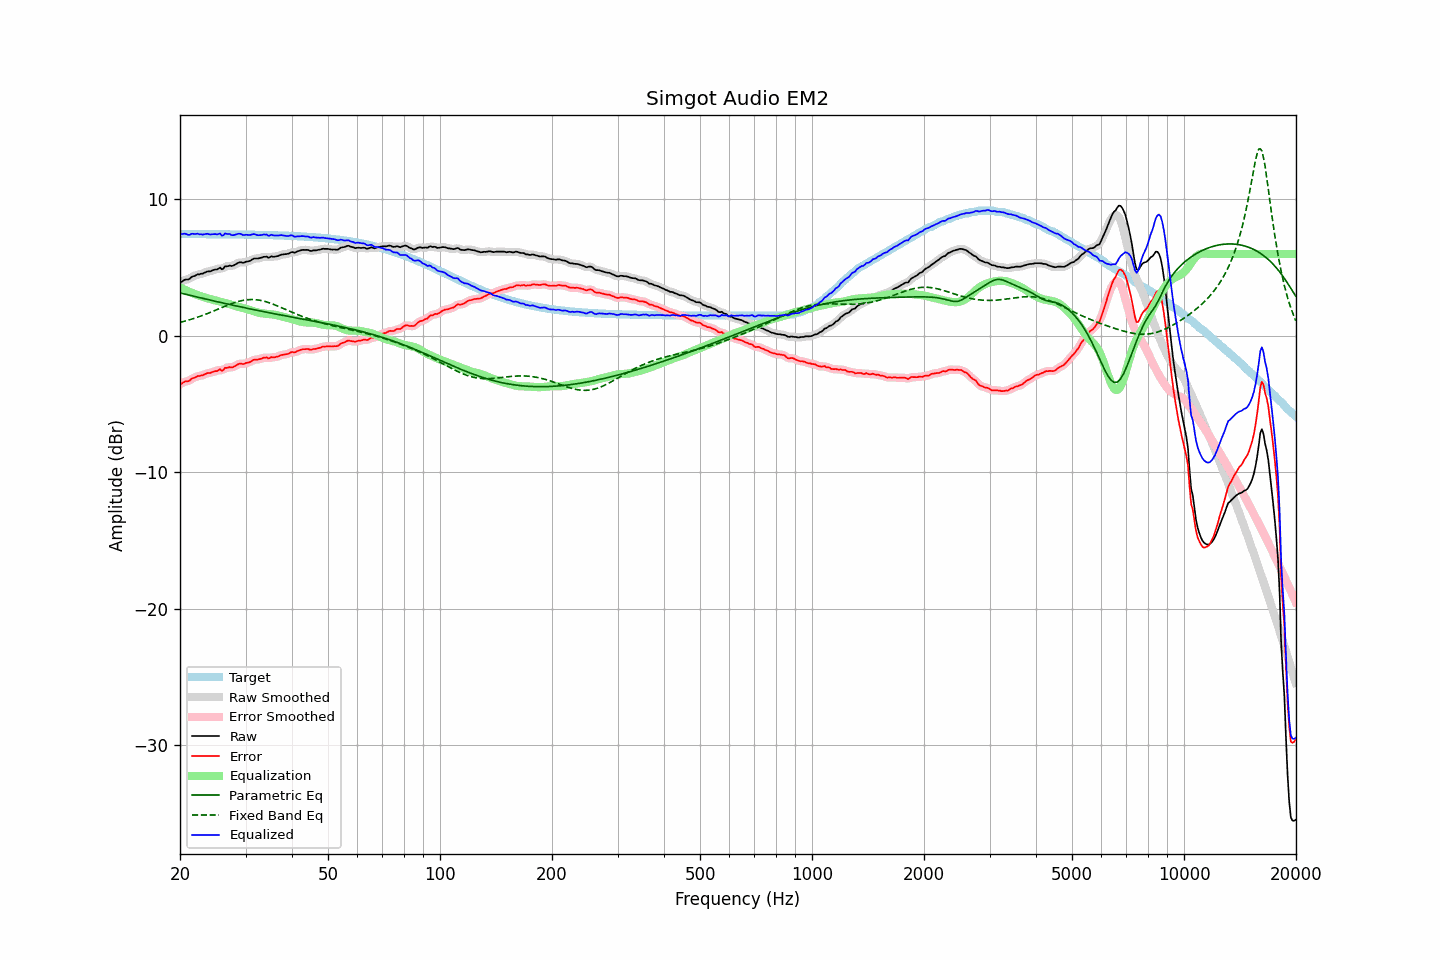 Simgot Audio EM2
Amplitude (dBr)
10
0
−10
−20
−30
Target
Raw Smoothed
Error Smoothed
Raw
Error
Equalization
Parametric Eq
Fixed Band Eq
Equalized
20 50 100 200 500 1000 2000 5000 10000 20000
Frequency (Hz)